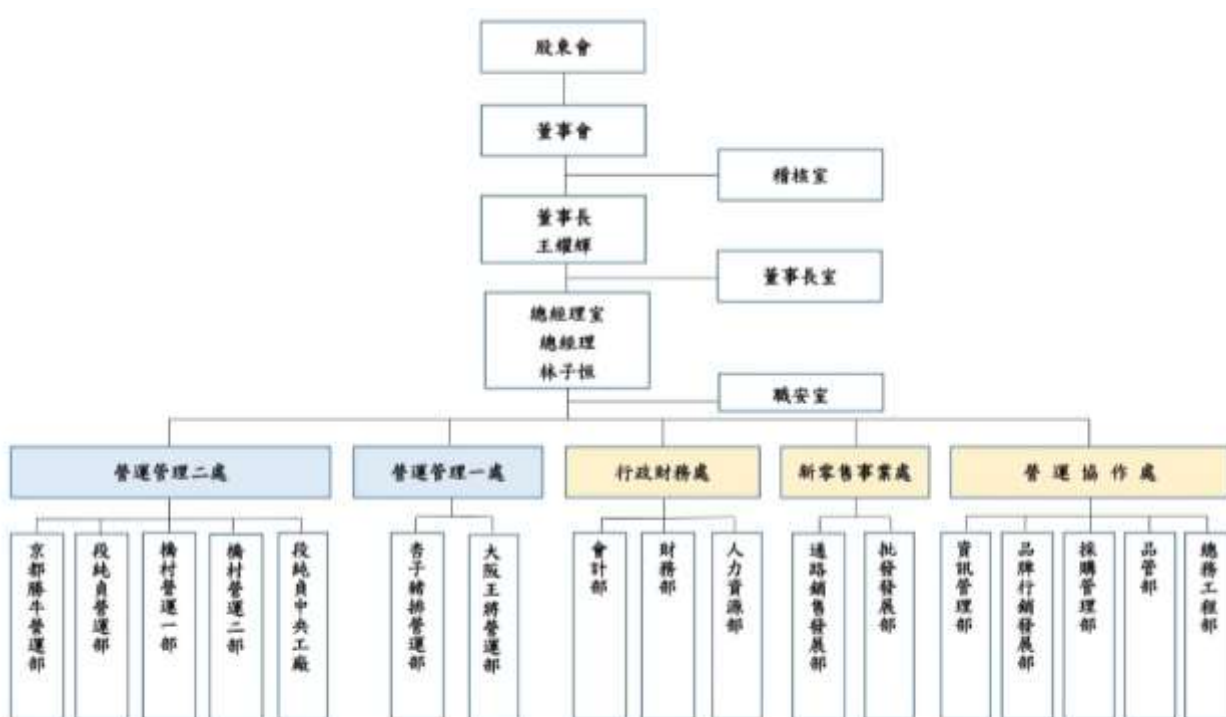 股東會
董事會
稽核室
董事長
王耀輝
董事長室
總經理室
總經理
林子恒
職安室
營運管理二處
營運管理一處
行政財務處
新零售事業處
營運協作處
京都勝牛營運部
段純貞營運部
橋村營運一部
橋村營運二部
段純貞中央工廠
杏子豬排營運部
大阪王將營運部
會計部
財務部
人力資源部
通路銷售發展部
批發發展部
資訊管理部
品牌行銷發展部
採購管理部
品管部
總務工程部